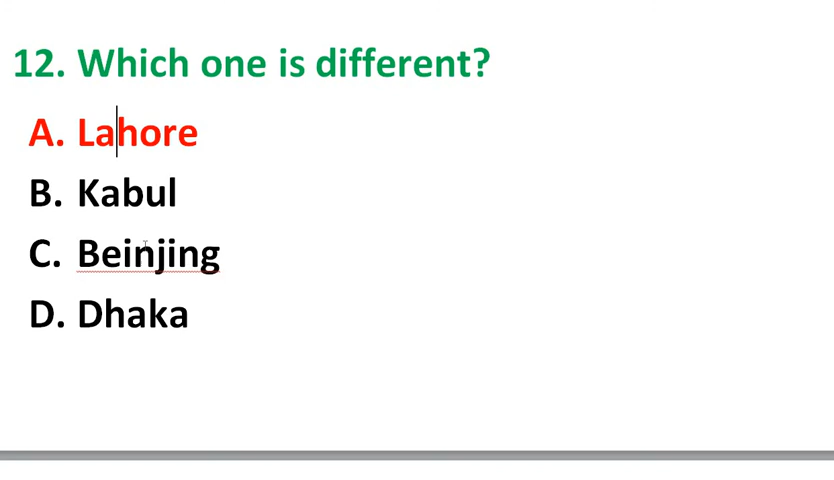 12. Which one is different?
A. Lahore
B. Kabul
C. Beinjing
D. Dhaka